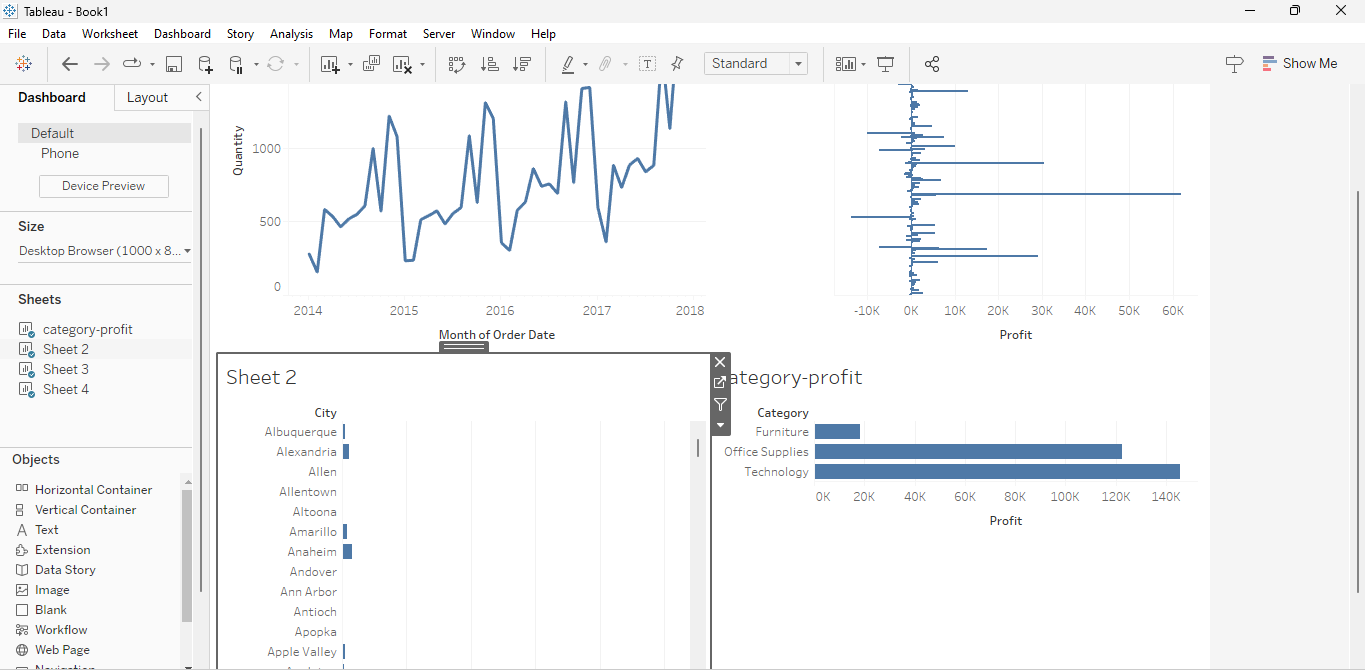 Tableau - Book1
File Data Worksheet Dashboard Story Analysis Map Format Server Window Help
Standard
Show Me
Dashboard Layout
Default
Phone
Device Preview
Size
Desktop Browser (1000 x 8...
Sheets
category-profit
Sheet 2
Sheet 3
Sheet 4
Objects
Horizontal Container
Vertical Container
Text
Extension
Data Story
Image
Blank
Workflow
Web Page
Navigation
Quantity
1000
500
0
2014 2015 2016 2017 2018
Month of Order Date
-10K 0K 10K 20K 30K 40K 50K 60K
Profit
Sheet 2
City
Albuquerque
Alexandria
Allen
Allentown
Altoona
Amarillo
Anaheim
Andover
Ann Arbor
Antioch
Apopka
Apple Valley
ategory-profit
Category
Furniture
Office Supplies
Technology
0K 20K 40K 60K 80K 100K 120K 140K
Profit